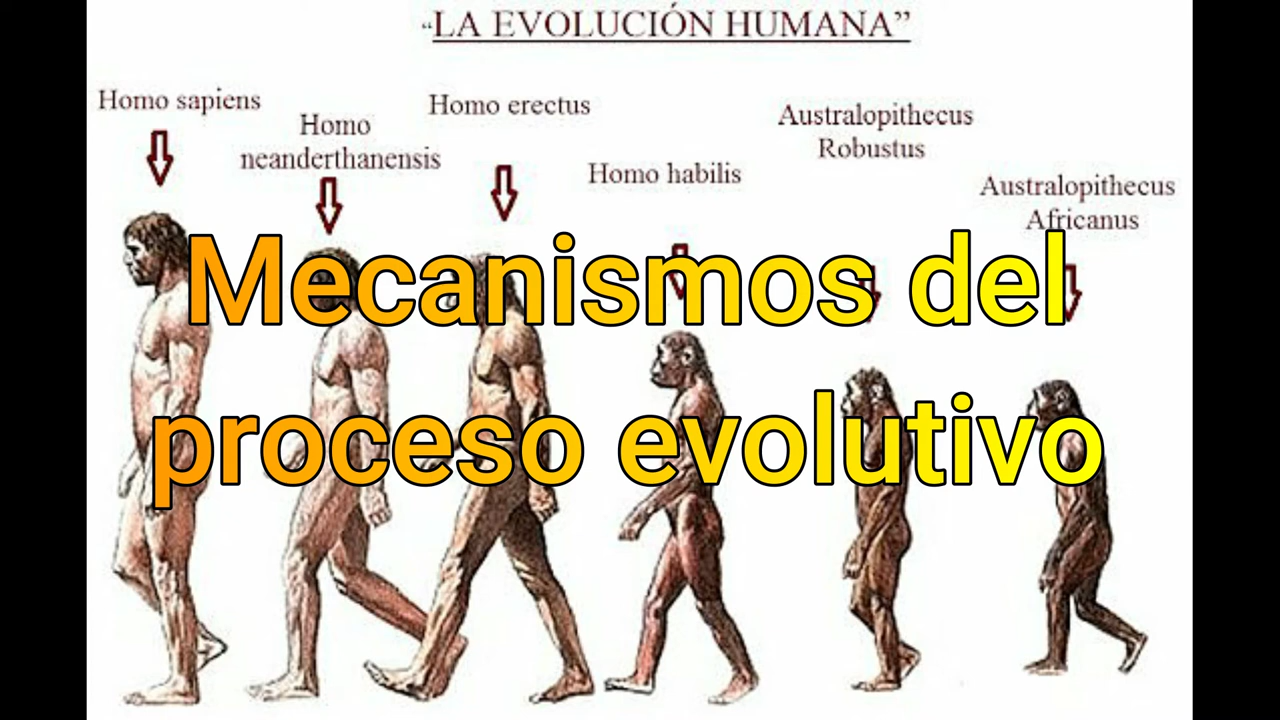 “LA EVOLUCIÓN HUMANA”
Homo sapiens
Homo
neanderthanensis
Homo erectus
Homo habilis
Australopithecus
Robustus
Australopithecus
Africanus
Mecanismos del
proceso evolutivo